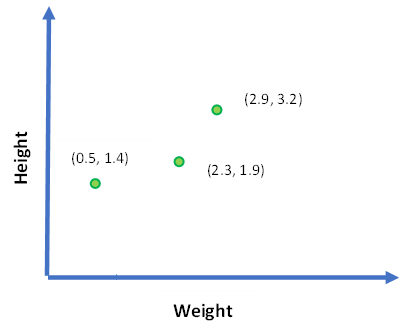 (2.9, 3.2)
(0.5, 1.4)
(2.3, 1.9)
Height
Weight